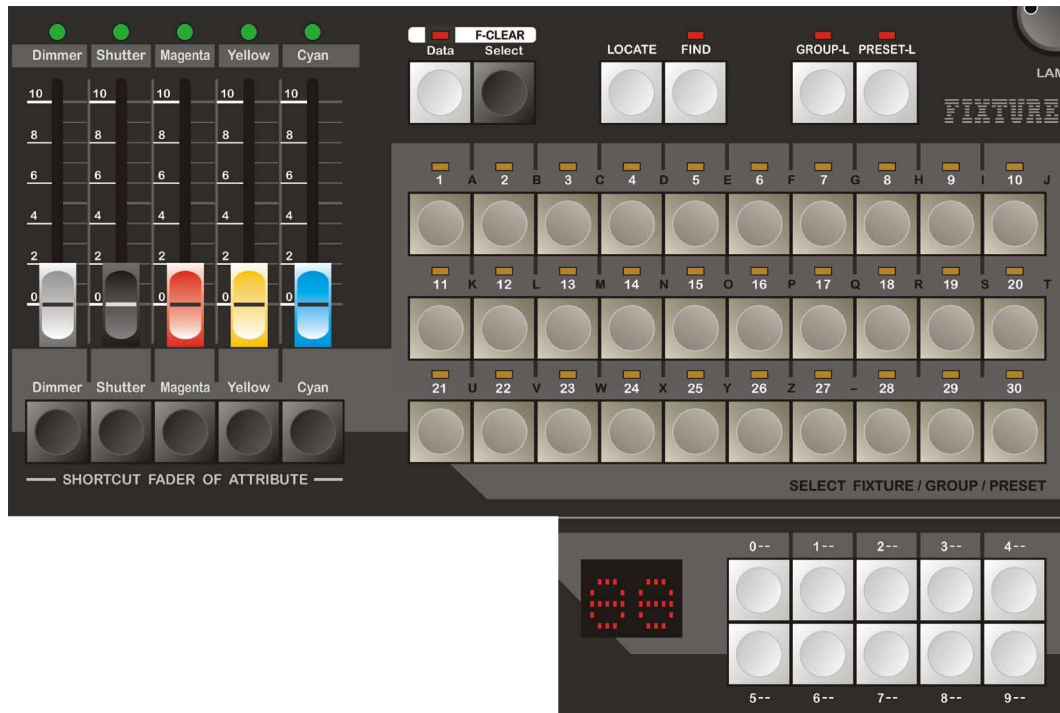 F-CLEAR
Dimmer Shutter Magenta Yellow Cyan
Data Select LOCATE FIND GROUP-L PRESET-L
LAM
FIXTURE
10 10 10 10 10
8 8 8 8 8
6 6 6 6 6
4 4 4 4 4
2 2 2 2 2
0 0 0 0 0
1 A 2 B 3 C 4 D 5 E 6 F 7 G 8 H 9 I 10 J
11 K 12 L 13 M 14 N 15 O 16 P 17 Q 18 R 19 S 20 T
21 U 22 V 23 W 24 X 25 Y 26 Z 27 – 28 29 30
Dimmer Shutter Magenta Yellow Cyan
SHORTCUT FADER OF ATTRIBUTE
SELECT FIXTURE / GROUP / PRESET
0-- 1-- 2-- 3-- 4--
88
5-- 6-- 7-- 8-- 9--